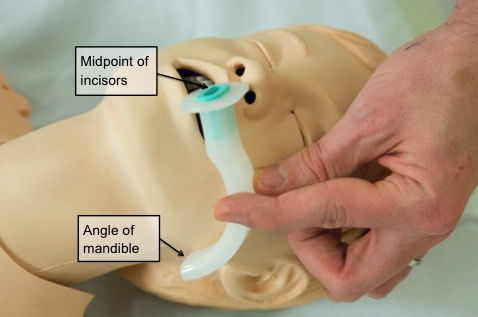 Midpoint of
incisors
Angle of
mandible